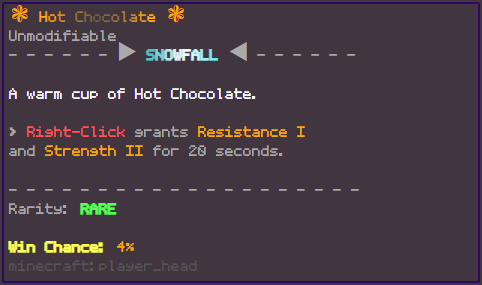 ❃ Hot Chocolate ❃
Unmodifiable
- - - - - - ▶ SNOWFALL ◀ - - - - - -
A warm cup of Hot Chocolate.
> Right-Click grants Resistance I
and Strength II for 20 seconds.
- - - - - - - - - - - - - - - - - - - - -
Rarity: RARE
Win Chance: 4%
minecraft:player_head